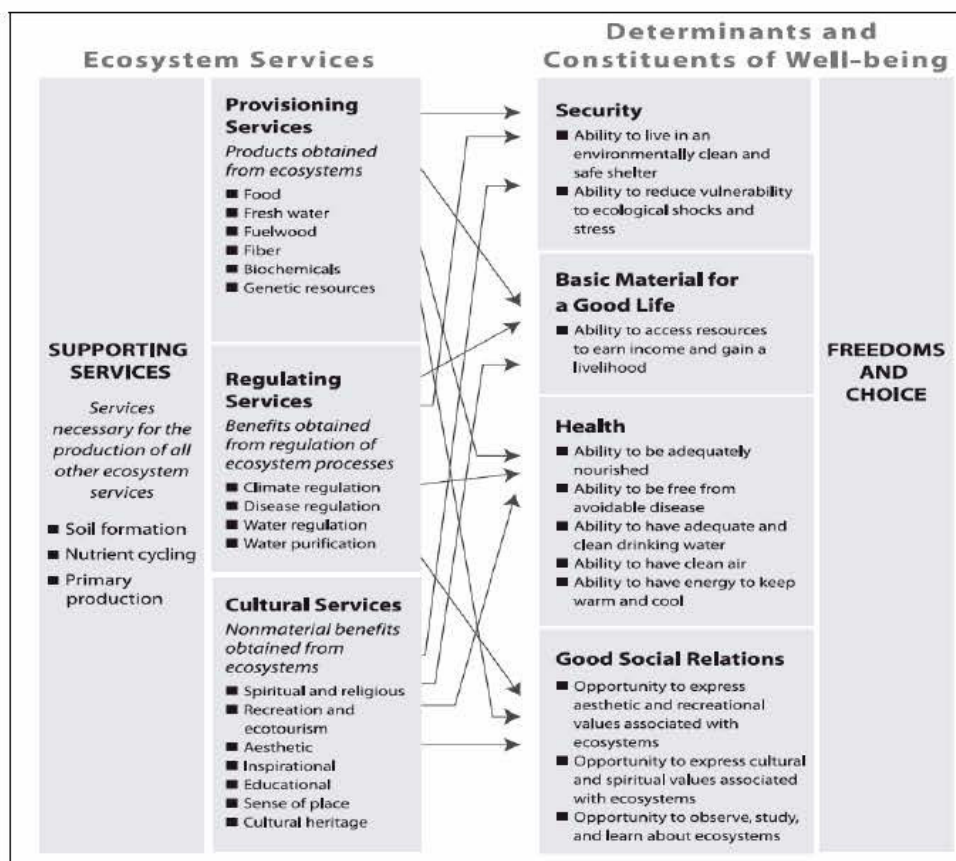 Ecosystem Services
Determinants and
Constituents of Well-being
SUPPORTING
SERVICES
Services
necessary for the
production of all
other ecosystem
services
■ Soil formation
■ Nutrient cycling
■ Primary
production
Provisioning
Services
Products obtained
from ecosystems
■ Food
■ Fresh water
■ Fuelwood
■ Fiber
■ Biochemicals
■ Genetic resources
Regulating
Services
Benefits obtained
from regulation of
ecosystem processes
■ Climate regulation
■ Disease regulation
■ Water regulation
■ Water purification
Cultural Services
Nonmaterial benefits
obtained from
ecosystems
■ Spiritual and religious
■ Recreation and
ecotourism
■ Aesthetic
■ Inspirational
■ Educational
■ Sense of place
■ Cultural heritage
Security
■ Ability to live in an
environmentally clean and
safe shelter
■ Ability to reduce vulnerability
to ecological shocks and
stress
Basic Material for
a Good Life
■ Ability to access resources
to earn income and gain a
livelihood
Health
■ Ability to be adequately
nourished
■ Ability to be free from
avoidable disease
■ Ability to have adequate and
clean drinking water
■ Ability to have clean air
■ Ability to have energy to keep
warm and cool
Good Social Relations
■ Opportunity to express
aesthetic and recreational
values associated with
ecosystems
■ Opportunity to express cultural
and spiritual values associated
with ecosystems
■ Opportunity to observe, study,
and learn about ecosystems
FREEDOMS
AND
CHOICE